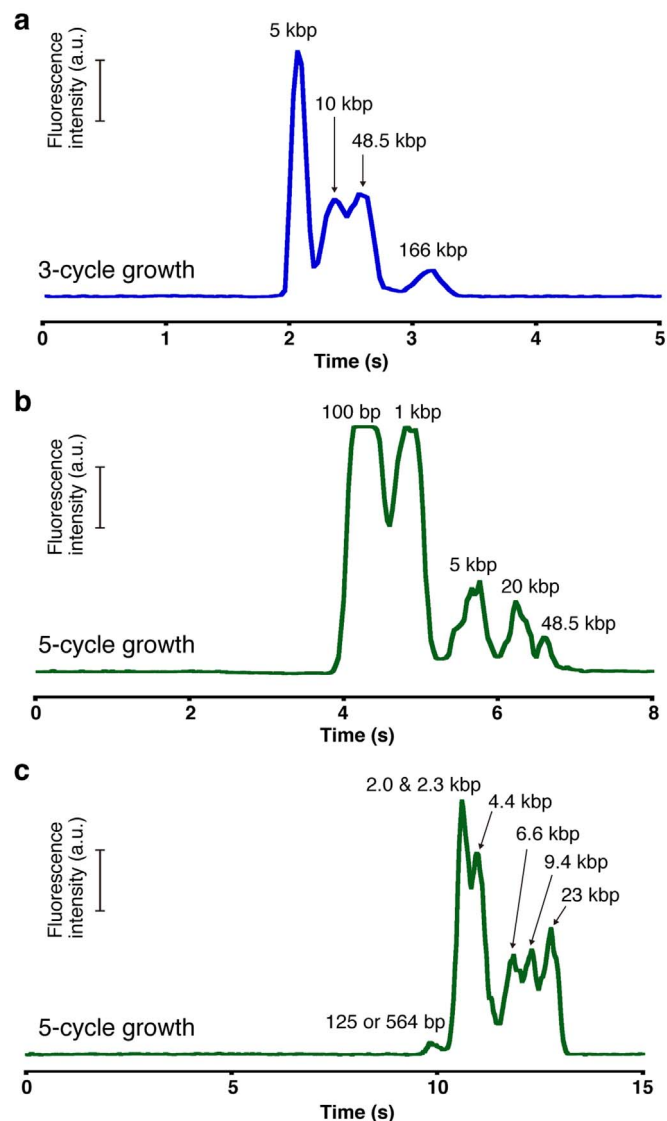 a
Fluorescence
intensity (a.u.)
5 kbp
10 kbp
48.5 kbp
166 kbp
3-cycle growth
0 1 2 3 4 5
Time (s)
b
Fluorescence
intensity (a.u.)
100 bp 1 kbp
5 kbp
20 kbp
48.5 kbp
5-cycle growth
0 2 4 6 8
Time (s)
c
Fluorescence
intensity (a.u.)
2.0 & 2.3 kbp
4.4 kbp
6.6 kbp
9.4 kbp
23 kbp
125 or 564 bp
5-cycle growth
0 5 10 15
Time (s)